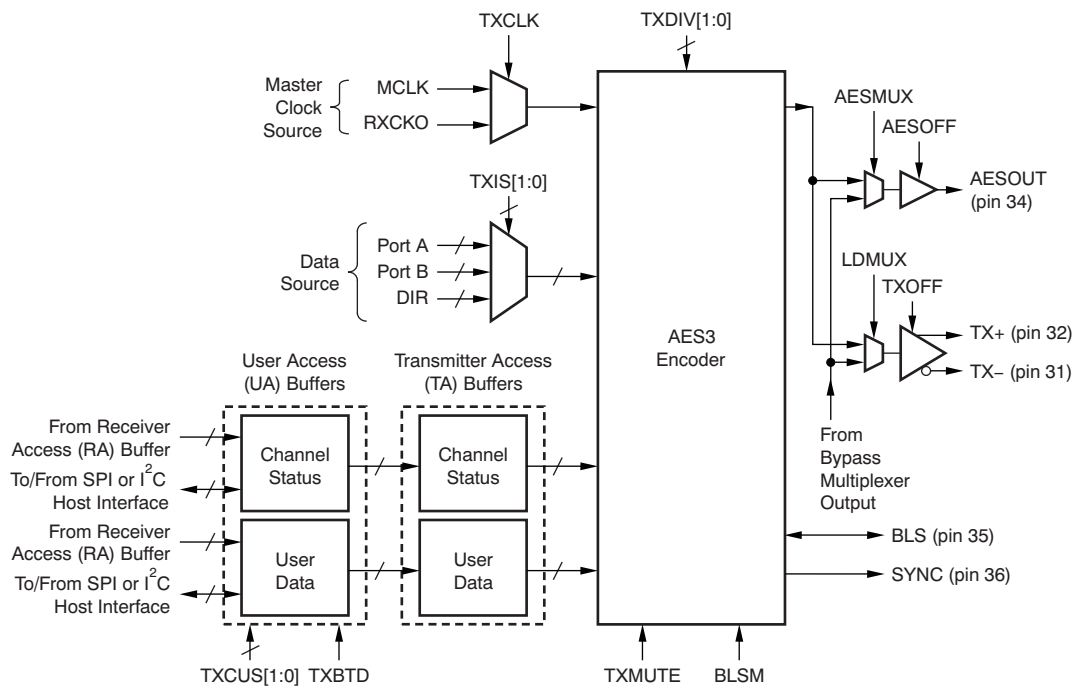 TXCLK
TXDIV[1:0]
Master
Clock
Source
MCLK
RXCKO
AESMUX
AESOFF
AESOUT
(pin 34)
TXIS[1:0]
Data
Source
Port A
Port B
DIR
LDMUX
TXOFF
TX+ (pin 32)
TX− (pin 31)
AES3
Encoder
From
Bypass
Multiplexer
Output
User Access
(UA) Buffers
Transmitter Access
(TA) Buffers
From Receiver
Access (RA) Buffer
To/From SPI or I²C
Host Interface
Channel
Status
Channel
Status
From Receiver
Access (RA) Buffer
To/From SPI or I²C
Host Interface
User
Data
User
Data
BLS (pin 35)
SYNC (pin 36)
TXCUS[1:0]
TXBTD
TXMUTE
BLSM